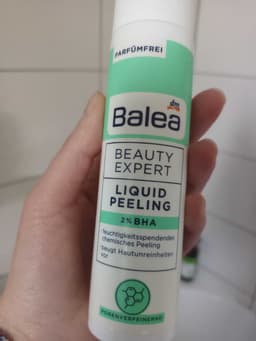 PARFÜMFREI
dm
Balea
BEAUTY
EXPERT
LIQUID
PEELING
2% BHA
feuchtigkeitsspendendes
chemisches Peeling
beugt Hautunreinheiten
vor
PORENVERFEINERND